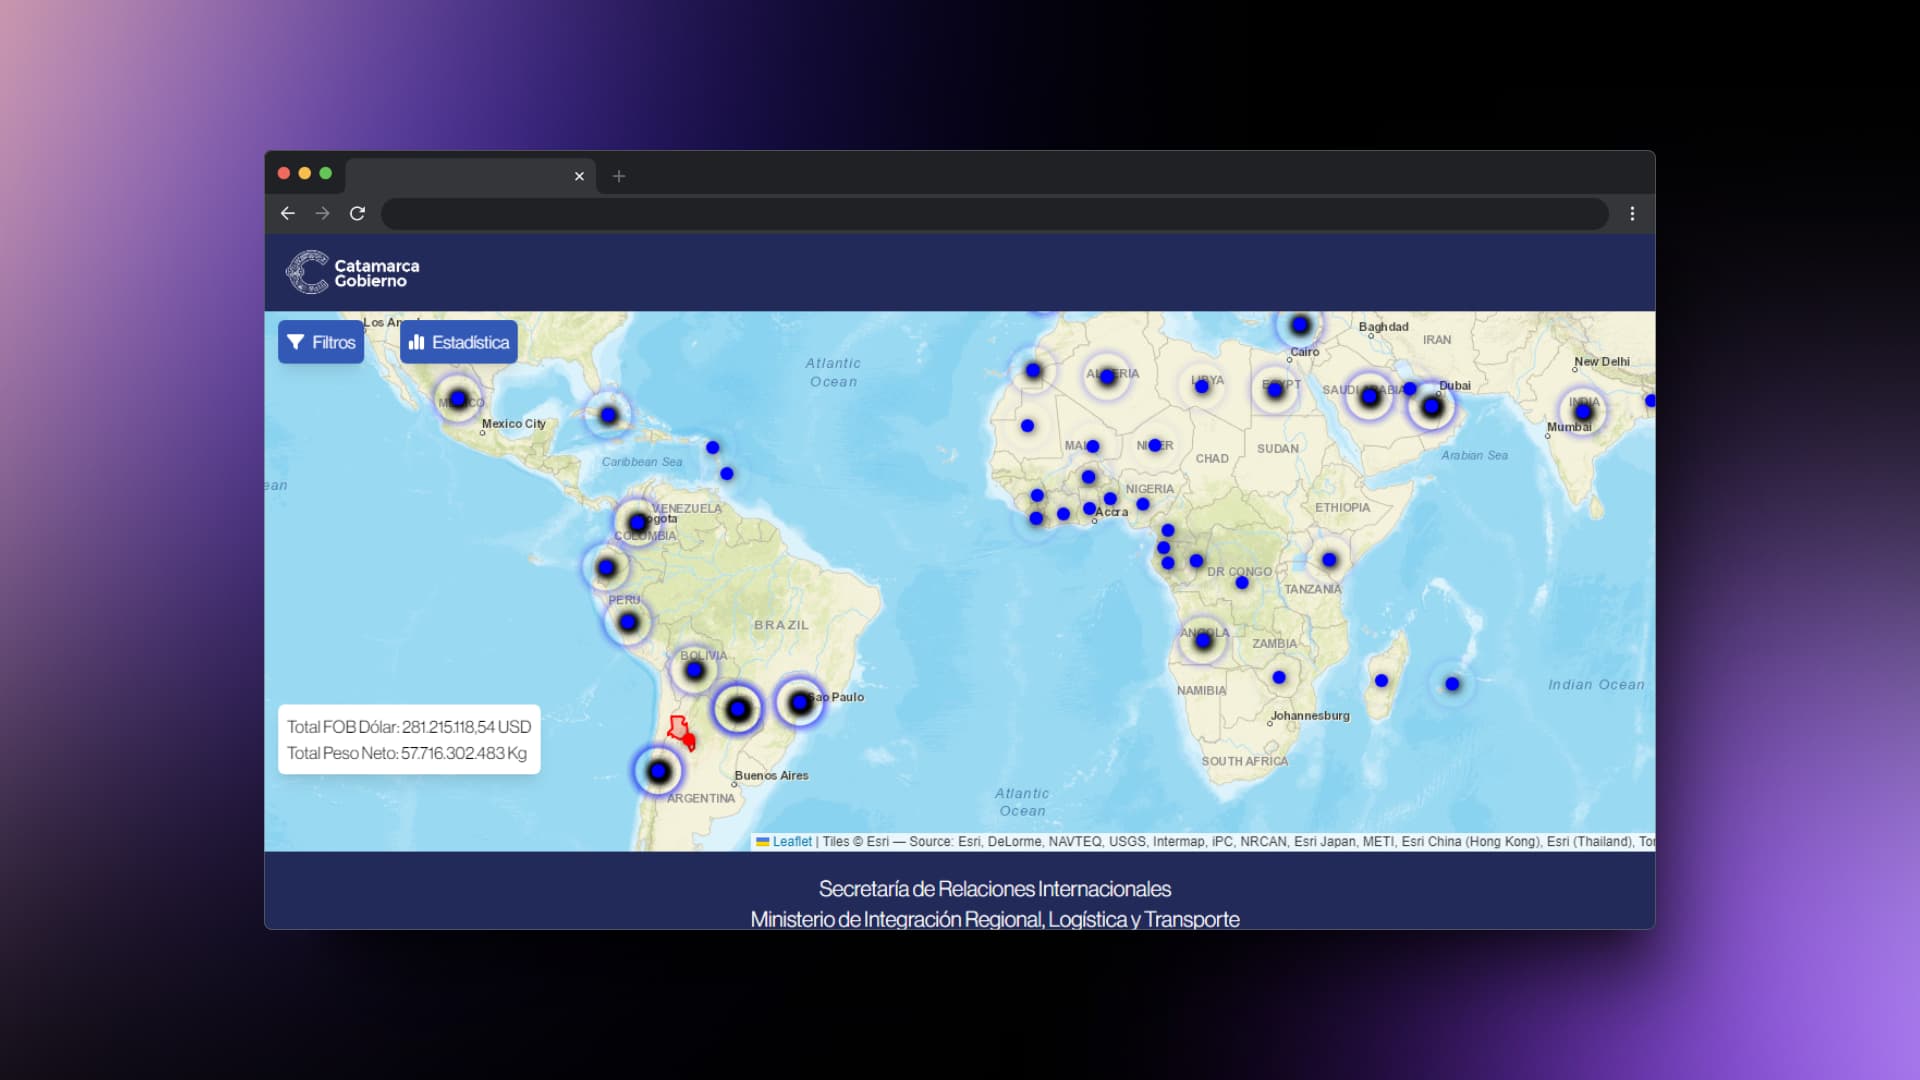 Catamarca
Gobierno
Filtros
Estadística
Los An
Atlantic
Ocean
Baghdad
IRAN
Cairo
New Delhi
ALGERIA
LIBYA
EGYPT
SAUDI ARABIA
Dubai
MEXICO
INDIA
Mexico City
Mumbai
Caribbean Sea
MALI
NIGER
CHAD
SUDAN
Arabian Sea
ean
NIGERIA
VENEZUELA
Bogota
Accra
ETHIOPIA
COLOMBIA
DR CONGO
TANZANIA
PERU
BRAZIL
ANGOLA
ZAMBIA
BOLIVIA
NAMIBIA
Indian Ocean
Sao Paulo
Johannesburg
Total FOB Dólar: 281.215.118,54 USD
Total Peso Neto: 57.716.302.483 Kg
SOUTH AFRICA
Buenos Aires
ARGENTINA
Atlantic
Ocean
Leaflet | Tiles © Esri — Source: Esri, DeLorme, NAVTEQ, USGS, Intermap, iPC, NRCAN, Esri Japan, METI, Esri China (Hong Kong), Esri (Thailand), To
Secretaría de Relaciones Internacionales
Ministerio de Integración Regional, Logística y Transporte